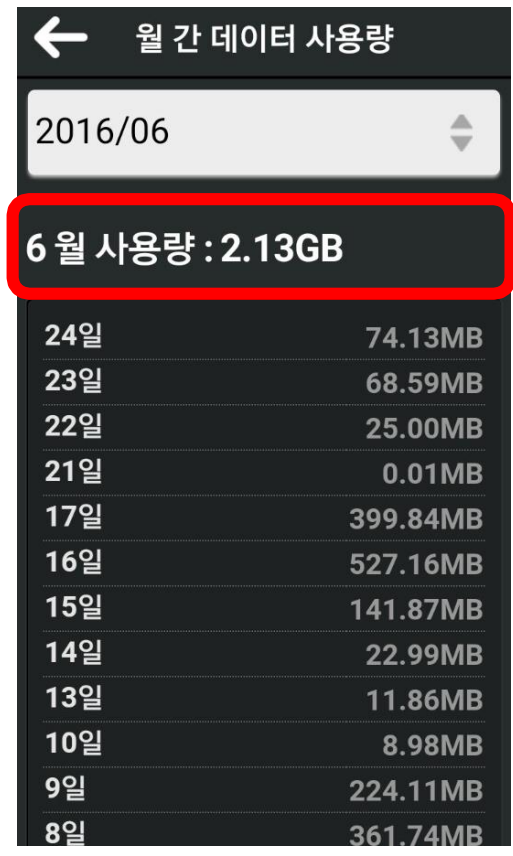 월 간 데이터 사용량
2016/06
6 월 사용량 : 2.13GB
24일 74.13MB
23일 68.59MB
22일 25.00MB
21일 0.01MB
17일 399.84MB
16일 527.16MB
15일 141.87MB
14일 22.99MB
13일 11.86MB
10일 8.98MB
9일 224.11MB
8일 361.74MB